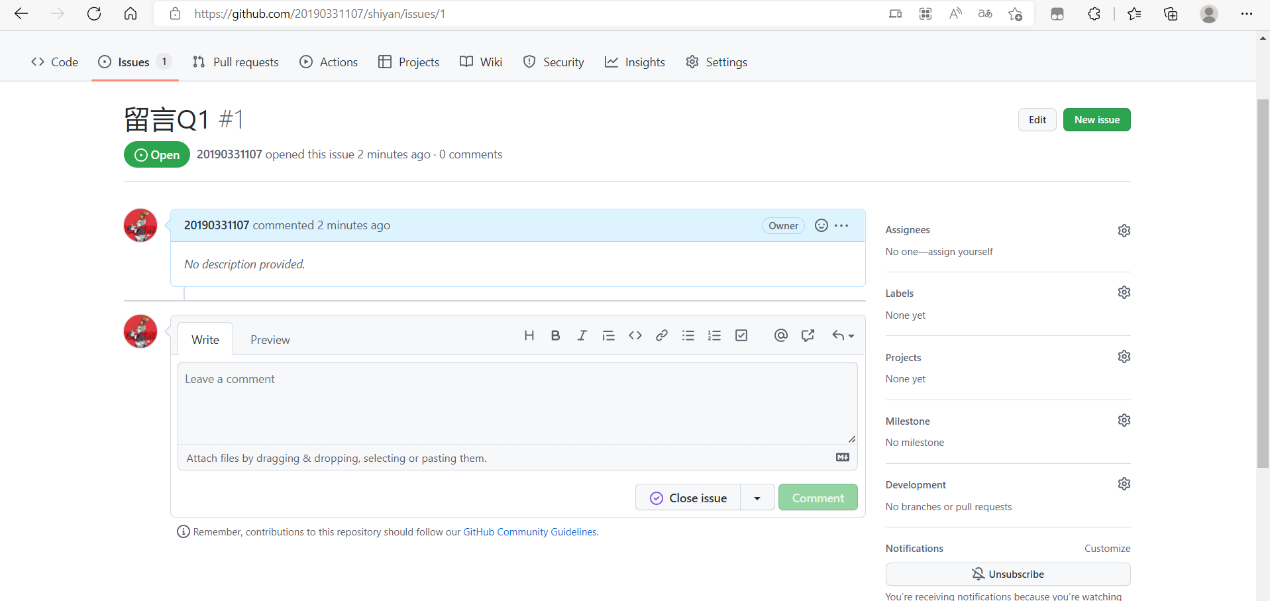 https://github.com/20190331107/shiyan/issues/1
Code Issues 1 Pull requests Actions Projects Wiki Security Insights Settings
留言Q1 #1
Edit New issue
Open 20190331107 opened this issue 2 minutes ago · 0 comments
20190331107 commented 2 minutes ago Owner
No description provided.
Write Preview
Leave a comment
Attach files by dragging & dropping, selecting or pasting them.
Close issue Comment
Remember, contributions to this repository should follow our GitHub Community Guidelines.
Assignees
No one—assign yourself
Labels
None yet
Projects
None yet
Milestone
No milestone
Development
No branches or pull requests
Notifications Customize
Unsubscribe
You're receiving notifications because you're watching